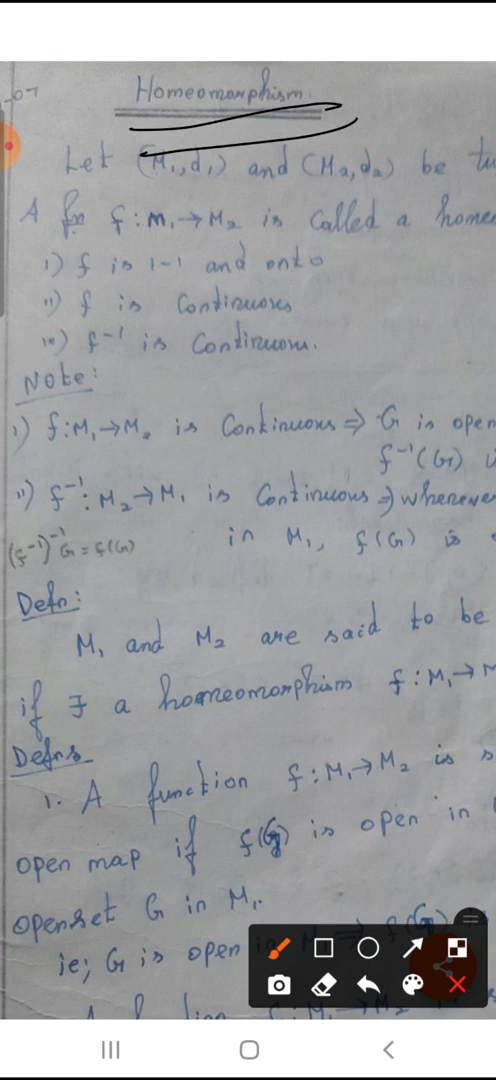 Homeomorphism.
Let (M₁, d₁) and (M₂, d₂) be
A fn f : M₁ → M₂ is called a
i) f is 1-1 and onto
ii) f is continuous
iii) f⁻¹ is continuous.
Note:
i) f : M₁ → M₂ is continuous ⇒ G is open
f⁻¹(G)
ii) f⁻¹ : M₂ → M₁ is continuous ⇒ whenever
(f⁻¹)⁻¹ G = f(G)
in M₁, f(G) is
Defn:
M₁ and M₂ are said to be
if ∃ a homeomorphism f : M₁ →
Defns
1. A function f : M₁ → M₂ is
open map if f(G) is open in
openset G in M₁.
ie; G is open in